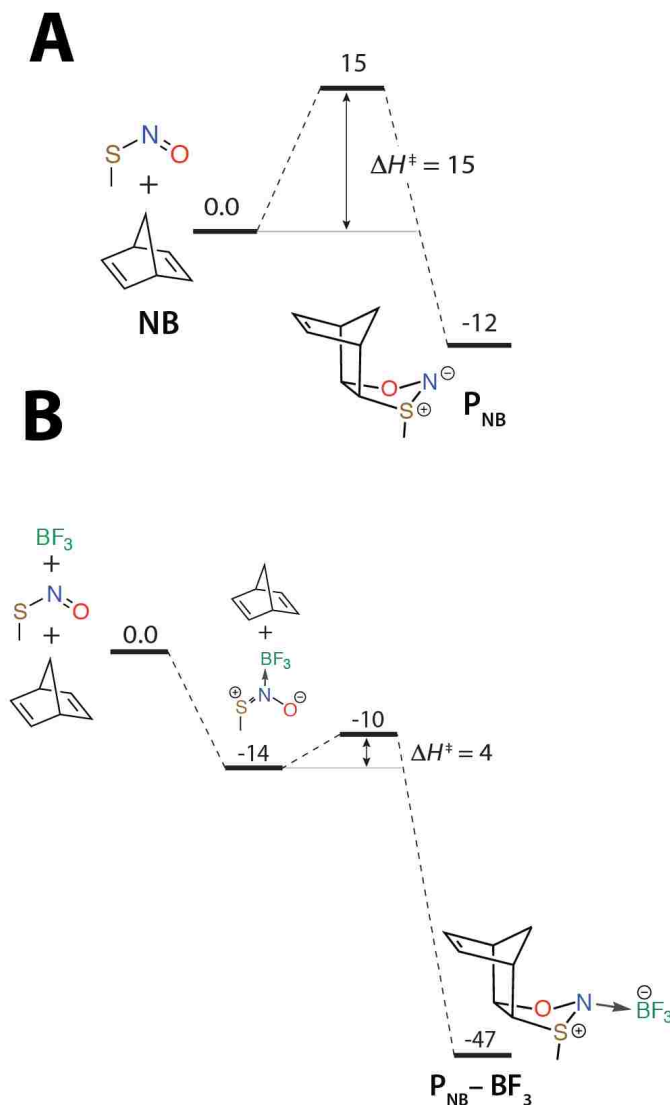 A
15
N
S
O
+
ΔH‡ = 15
0.0
NB
-12
O
N ⊖
S ⊕
P_NB
B
BF3
+
N
S
O
+
0.0
+
BF3
⊕
N
⊖
S
O
-10
-14
ΔH‡ = 4
O
N
⊖
BF3
S ⊕
-47
P_NB – BF3